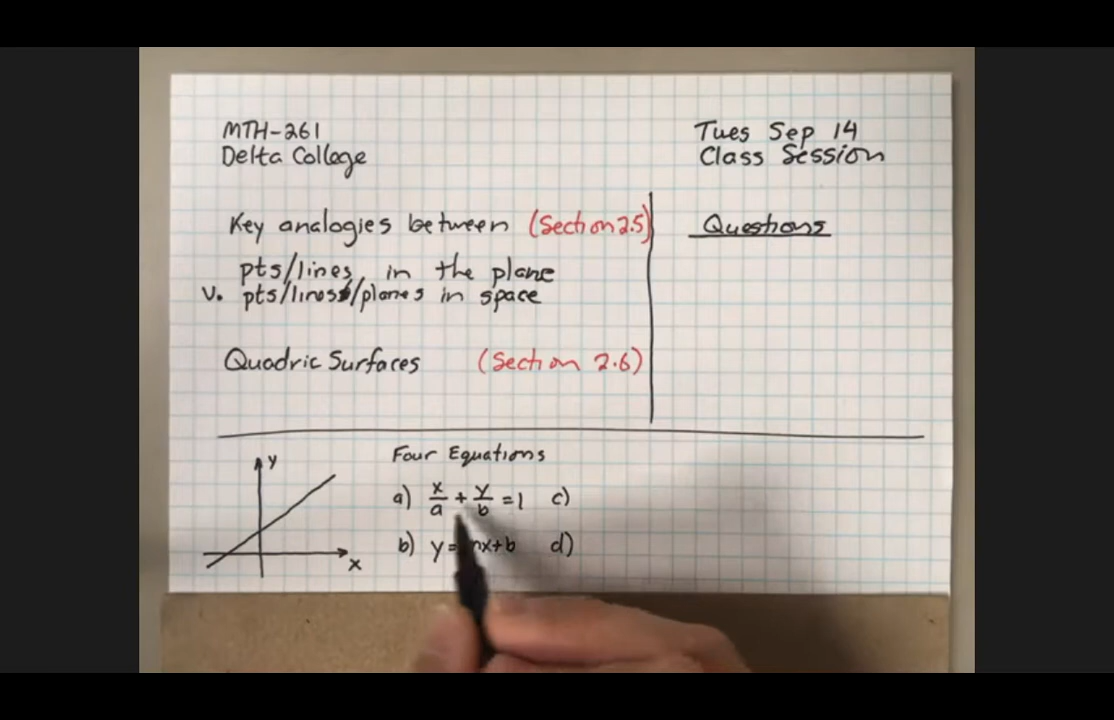 MTH-261
Delta College
Tues Sep 14
Class Session
Key analogies between (Section 2.5)
pts/lines in the plane
v. pts/lines/planes in space
Quadric Surfaces (Section 2.6)
Questions
y
x
Four Equations
a) x/a + y/b = 1 c)
b) y = mx+b d)